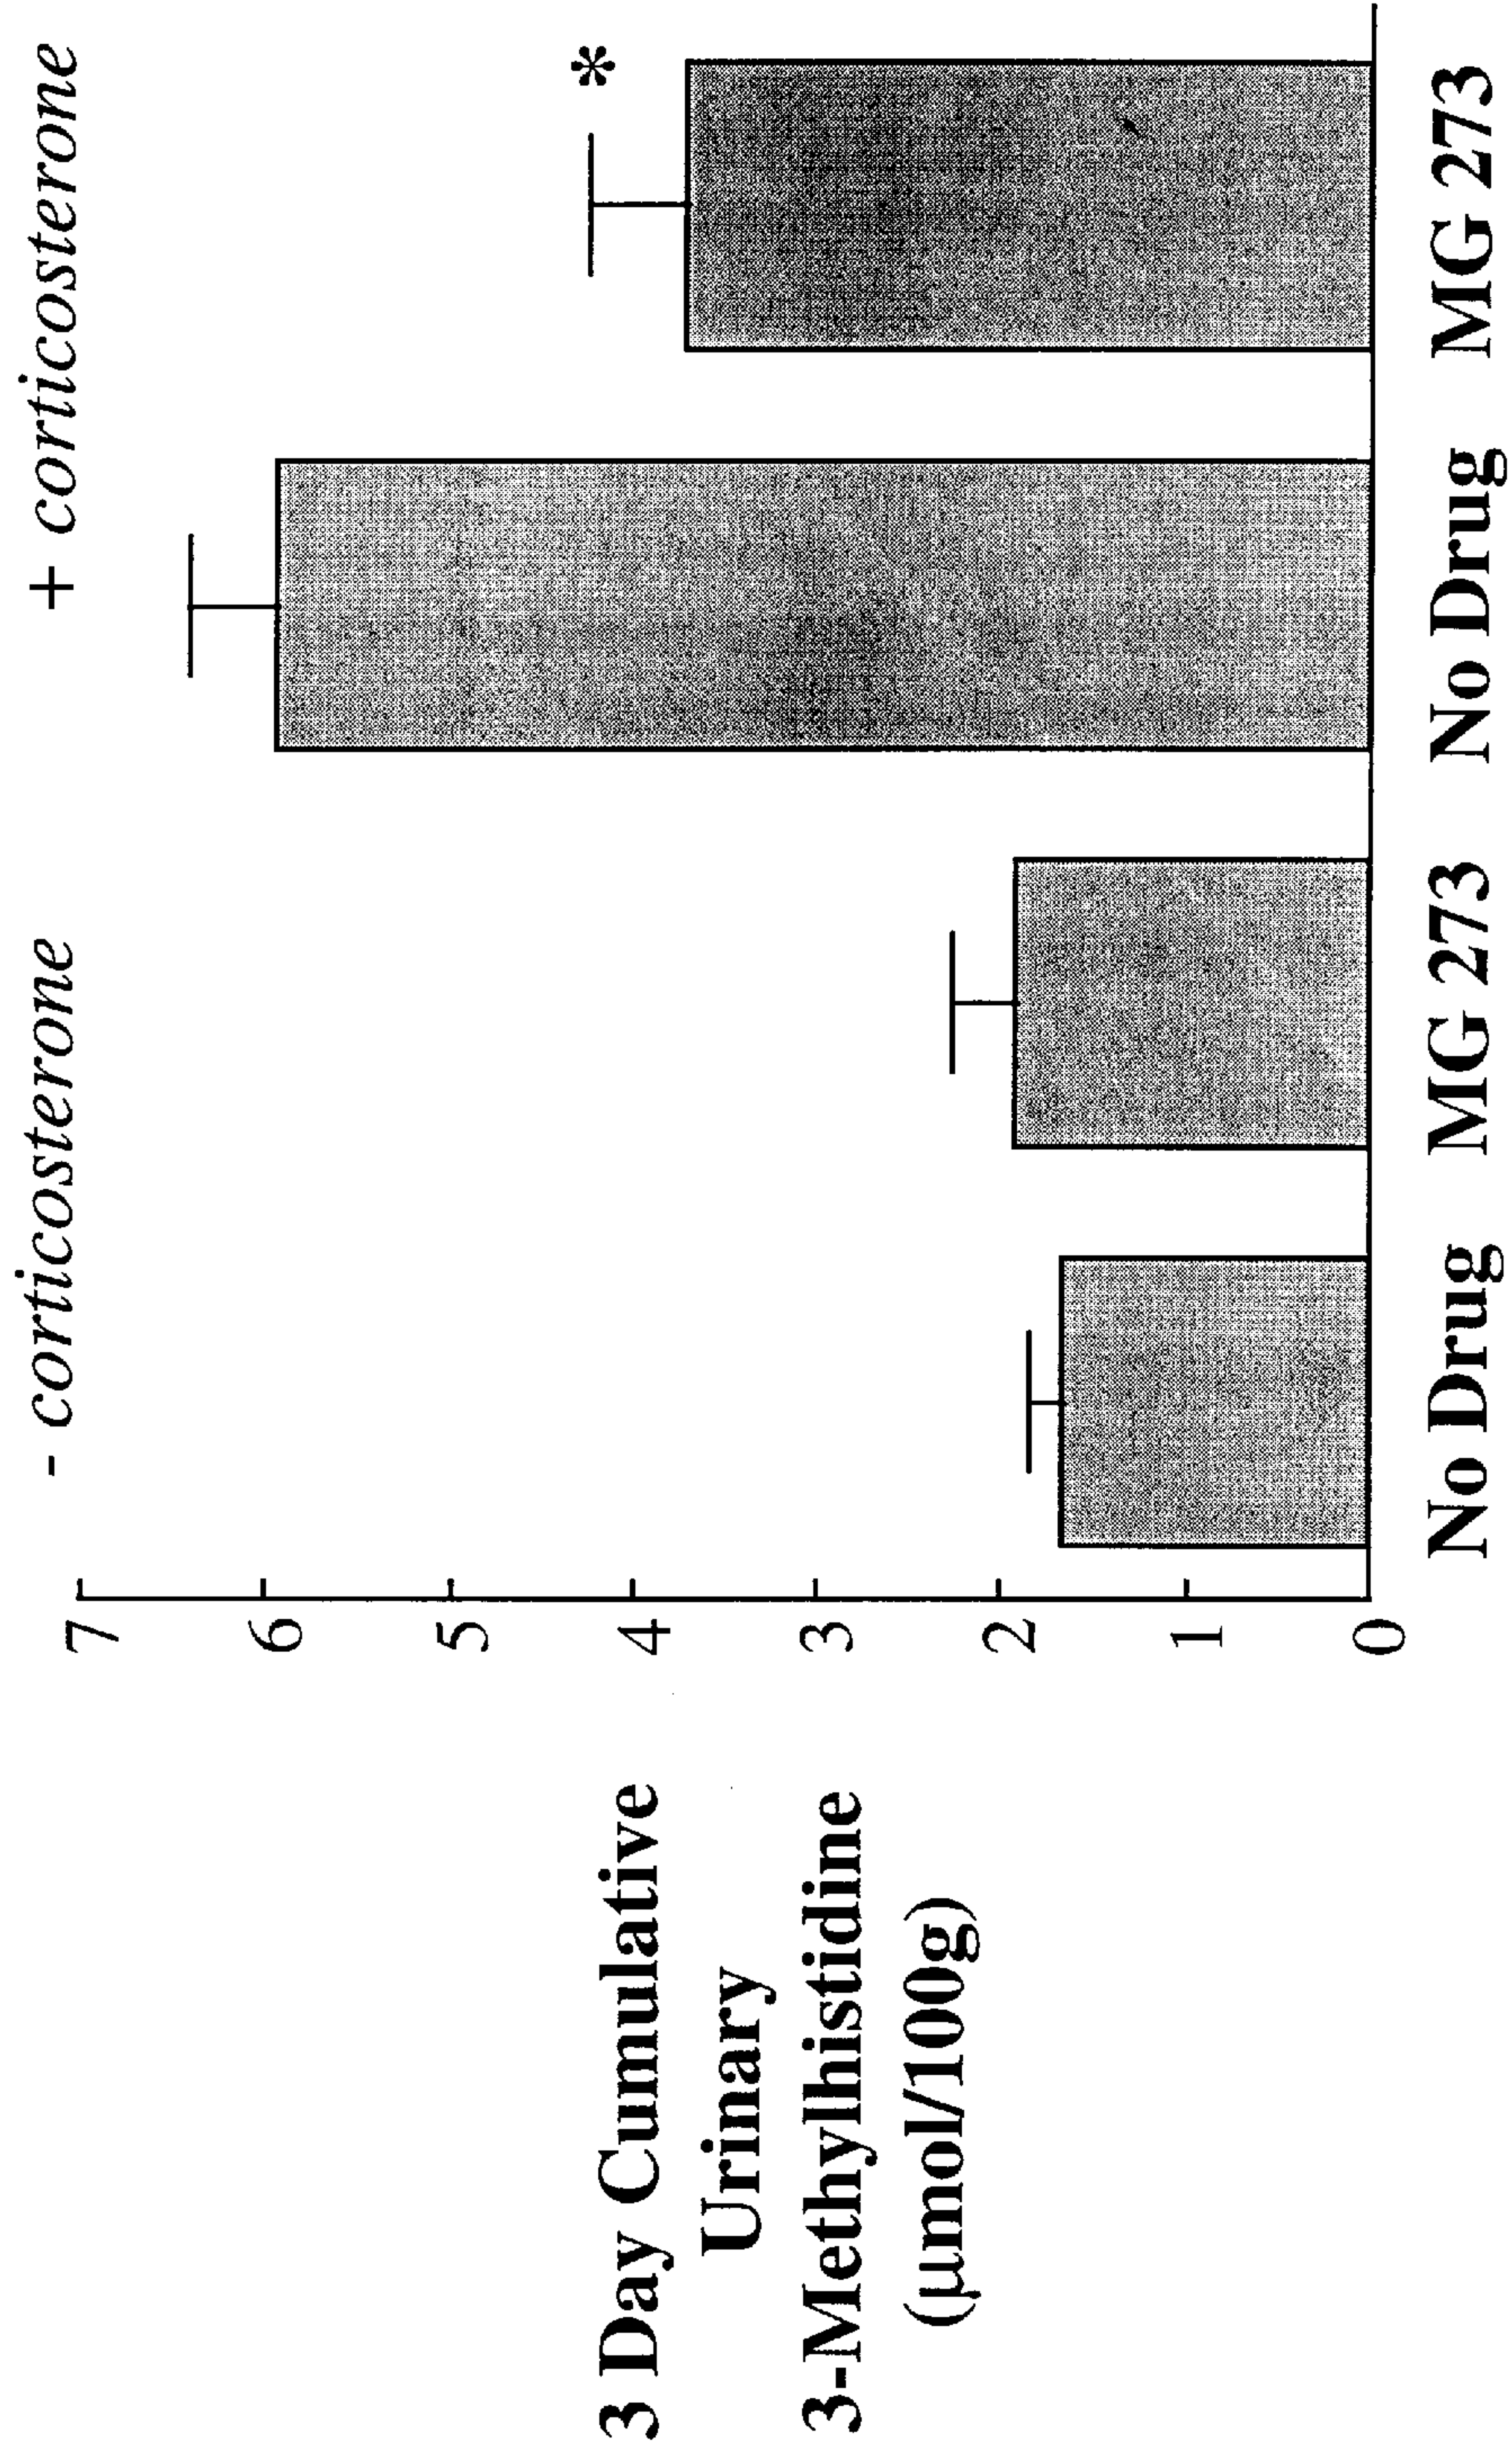 - corticosterone
+ corticosterone
*
3 Day Cumulative
Urinary
3-Methylhistidine
(µmol/100g)
7
6
5
4
3
2
1
0
No Drug
MG 273
No Drug
MG 273